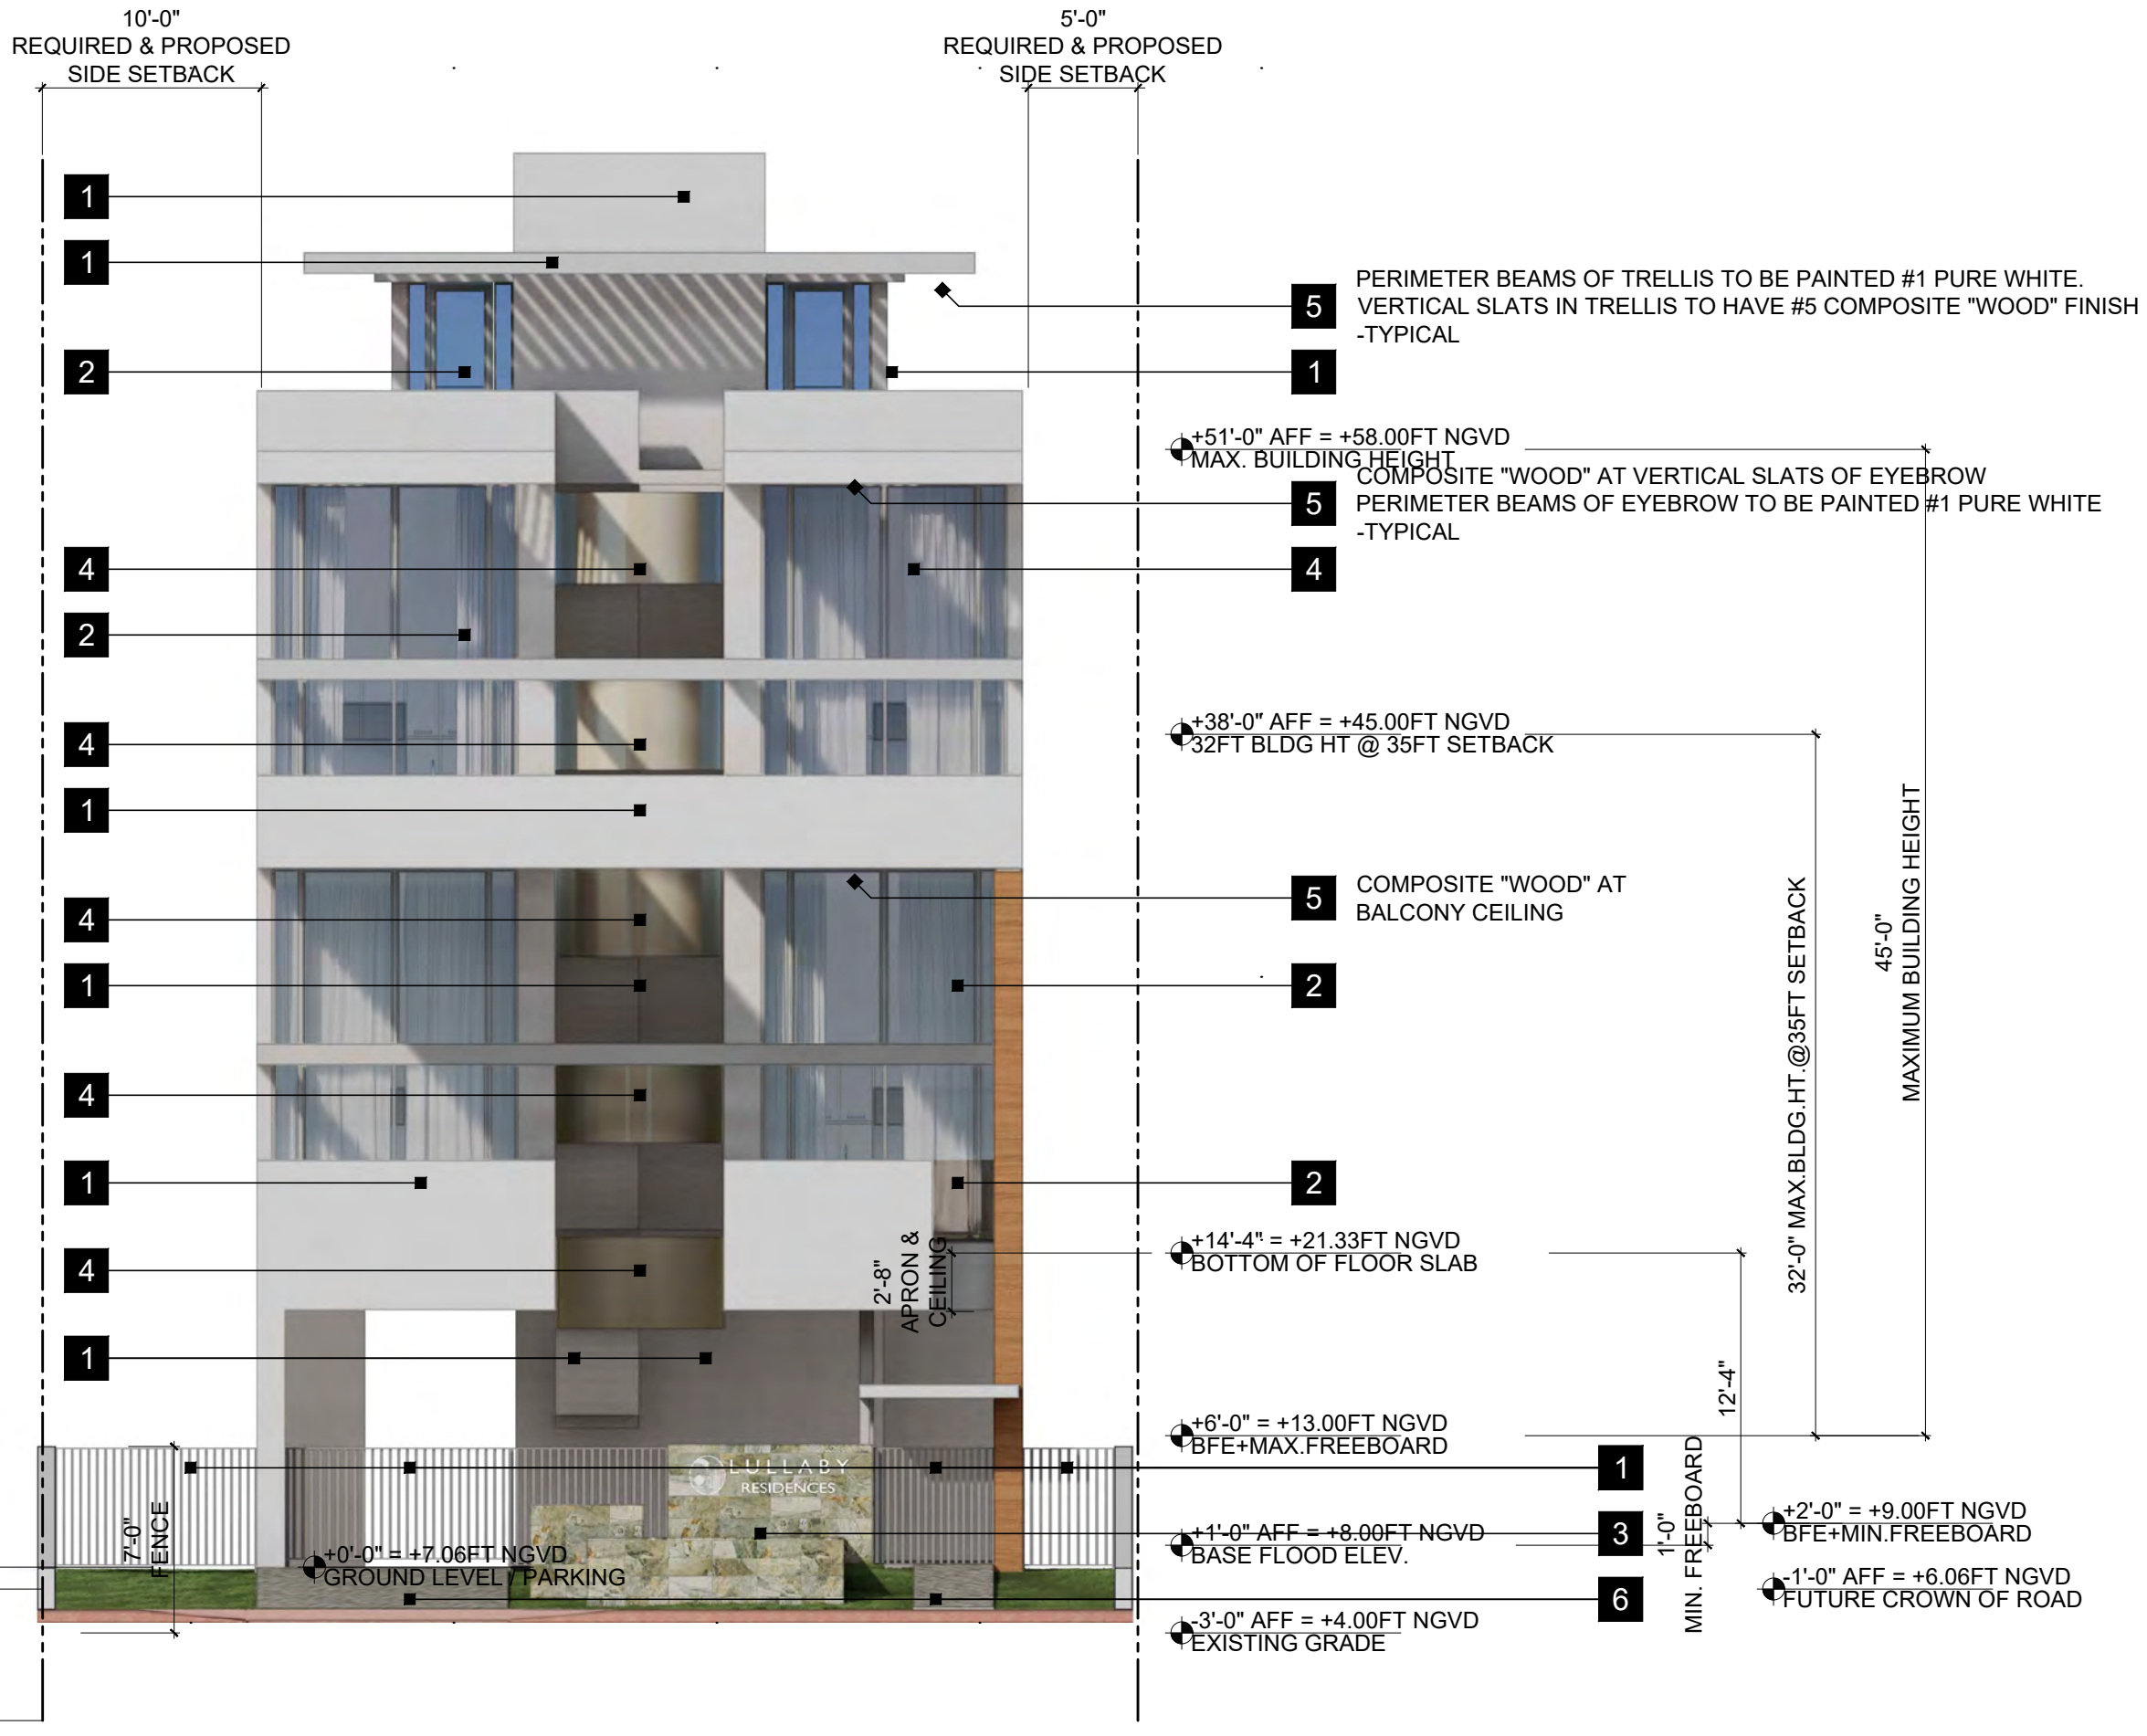 10'-0"
REQUIRED & PROPOSED
SIDE SETBACK
5'-0"
REQUIRED & PROPOSED
SIDE SETBACK
1
1
5
PERIMETER BEAMS OF TRELLIS TO BE PAINTED #1 PURE WHITE.
VERTICAL SLATS IN TRELLIS TO HAVE #5 COMPOSITE "WOOD" FINISH
-TYPICAL
2
1
+51'-0" AFF = +58.00FT NGVD
MAX. BUILDING HEIGHT
5
COMPOSITE "WOOD" AT VERTICAL SLATS OF EYEBROW
PERIMETER BEAMS OF EYEBROW TO BE PAINTED #1 PURE WHITE
-TYPICAL
4
4
2
+38'-0" AFF = +45.00FT NGVD
32FT BLDG HT @ 35FT SETBACK
4
1
5
COMPOSITE "WOOD" AT
BALCONY CEILING
4
1
2
32'-0" MAX.BLDG.HT.@35FT SETBACK
45'-0"
MAXIMUM BUILDING HEIGHT
4
1
2
2'-8"
APRON &
CEILING
+14'-4" = +21.33FT NGVD
BOTTOM OF FLOOR SLAB
4
1
12'-4"
+6'-0" = +13.00FT NGVD
BFE+MAX.FREEBOARD
1
LULLABY
RESIDENCES
7'-0"
FENCE
+1'-0" AFF = +8.00FT NGVD
BASE FLOOD ELEV.
3
1'-0"
MIN. FREEBOARD
+2'-0" = +9.00FT NGVD
BFE+MIN.FREEBOARD
+0'-0" = +7.06FT NGVD
GROUND LEVEL / PARKING
6
-1'-0" AFF = +6.06FT NGVD
FUTURE CROWN OF ROAD
-3'-0" AFF = +4.00FT NGVD
EXISTING GRADE